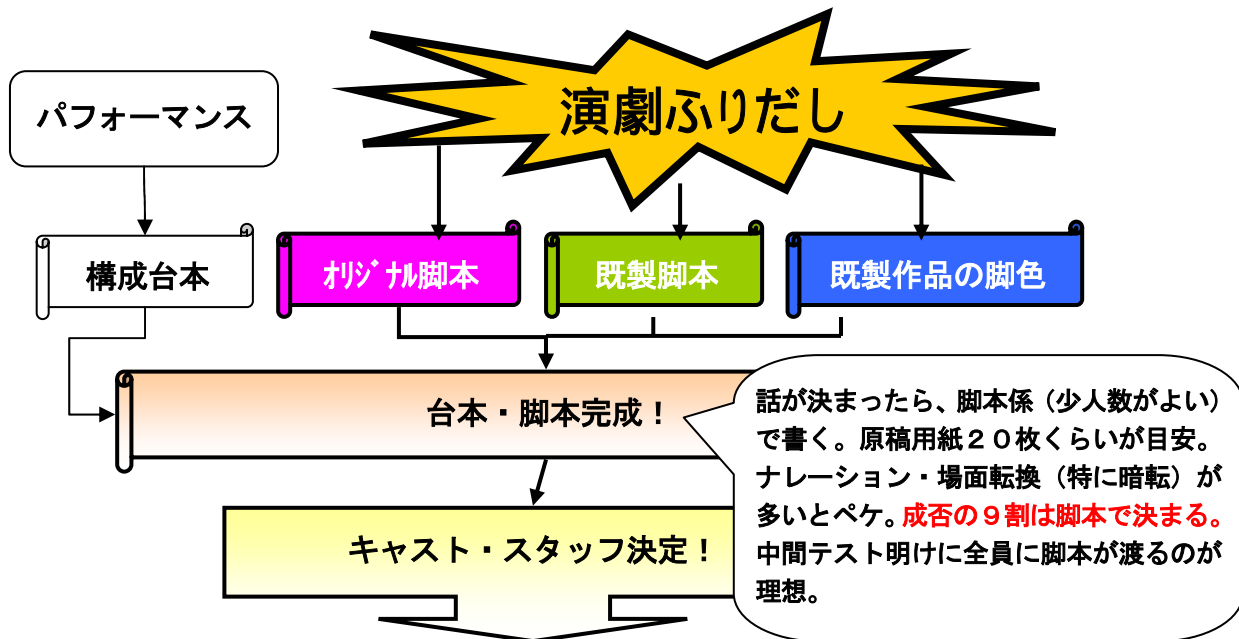 演劇ふりだし
パフォーマンス
構成台本
ｵﾘｼﾞﾅﾙ脚本
既製脚本
既製作品の脚色
台本・脚本完成！
話が決まったら、脚本係（少人数がよい）
で書く。原稿用紙２０枚くらいが目安。
ナレーション・場面転換（特に暗転）が
多いとペケ。成否の９割は脚本で決まる。
中間テスト明けに全員に脚本が渡るのが
理想。
キャスト・スタッフ決定！